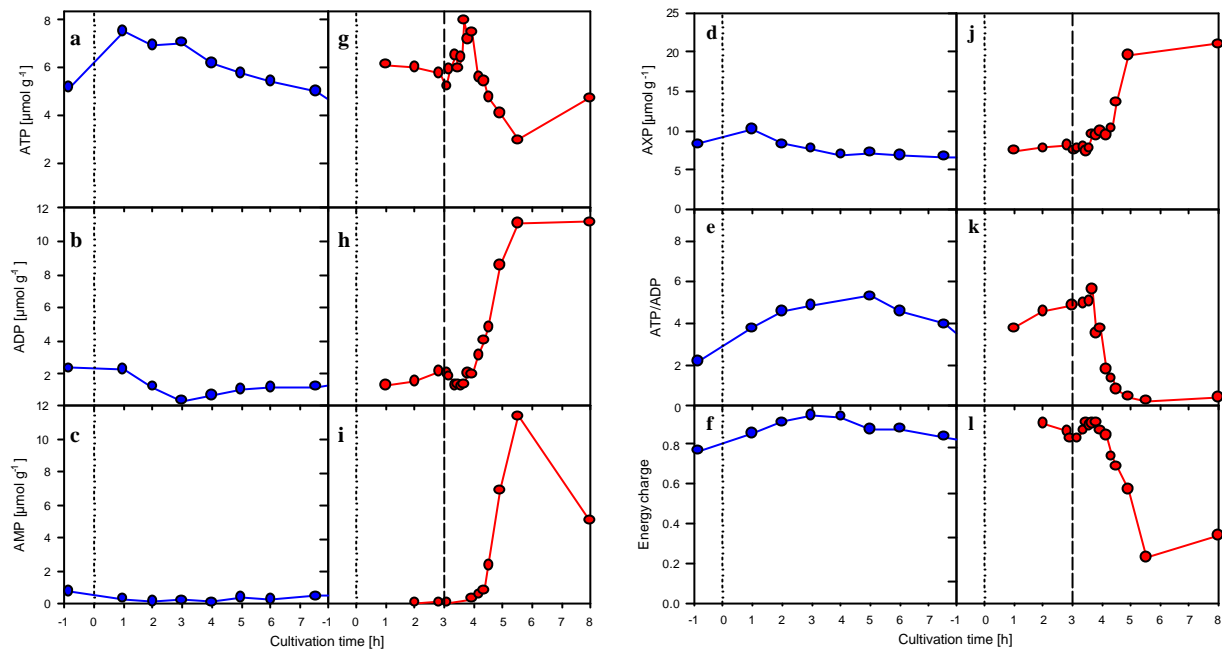 a
g
ATP [µmol g⁻¹]
8
6
4
2
0
b
h
ADP [µmol g⁻¹]
12
10
8
6
4
2
0
c
i
AMP [µmol g⁻¹]
12
10
8
6
4
2
0
-1 0 1 2 3 4 5 6 7 -1 0 1 2 3 4 5 6 7 8
Cultivation time [h]
d
j
AXP [µmol g⁻¹]
25
20
15
10
5
0
e
k
ATP/ADP
8
6
4
2
0
f
l
Energy charge
0.8
0.6
0.4
0.2
0
-1 0 1 2 3 4 5 6 7 -1 0 1 2 3 4 5 6 7 8
Cultivation time [h]